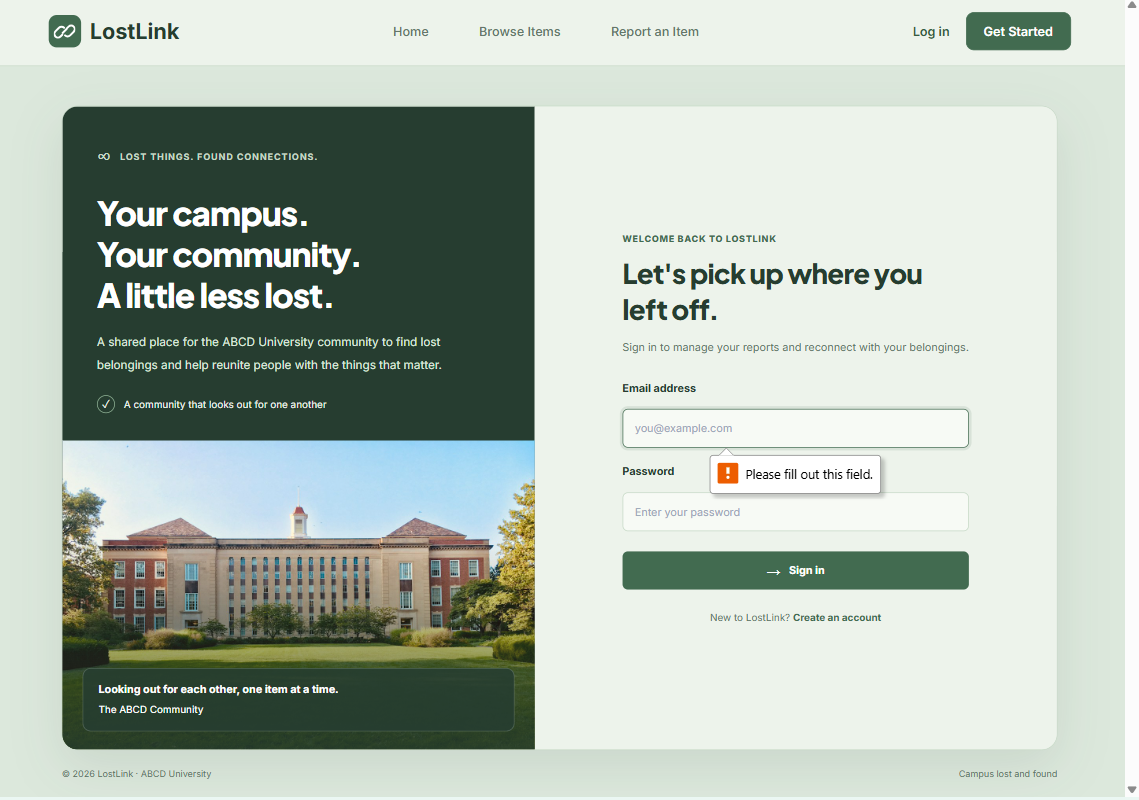 LostLink
Home
Browse Items
Report an Item
Log in
Get Started
LOST THINGS. FOUND CONNECTIONS.
Your campus.
Your community.
A little less lost.
A shared place for the ABCD University community to find lost
belongings and help reunite people with the things that matter.
A community that looks out for one another
Looking out for each other, one item at a time.
The ABCD Community
WELCOME BACK TO LOSTLINK
Let's pick up where you
left off.
Sign in to manage your reports and reconnect with your belongings.
Email address
you@example.com
Please fill out this field.
Password
Enter your password
→ Sign in
New to LostLink? Create an account
© 2026 LostLink · ABCD University
Campus lost and found